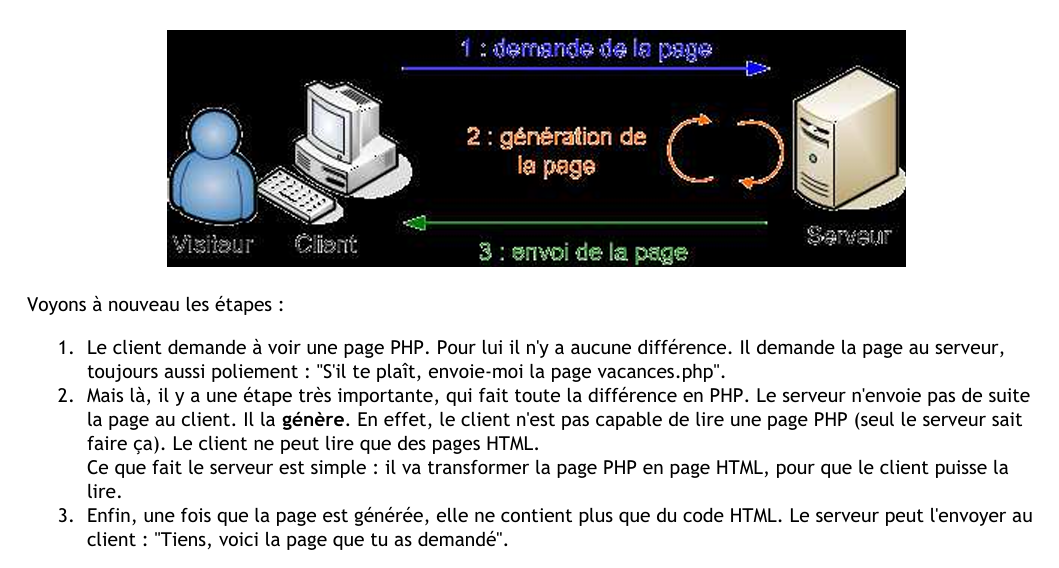 1 : demande de la page
2 : génération de
la page
Visiteur
Client
Serveur
3 : envoi de la page
Voyons à nouveau les étapes :
1. Le client demande à voir une page PHP. Pour lui il n'y a aucune différence. Il demande la page au serveur,
toujours aussi poliement : "S'il te plaît, envoie-moi la page vacances.php".
2. Mais là, il y a une étape très importante, qui fait toute la différence en PHP. Le serveur n'envoie pas de suite
la page au client. Il la génère. En effet, le client n'est pas capable de lire une page PHP (seul le serveur sait
faire ça). Le client ne peut lire que des pages HTML.
Ce que fait le serveur est simple : il va transformer la page PHP en page HTML, pour que le client puisse la
lire.
3. Enfin, une fois que la page est générée, elle ne contient plus que du code HTML. Le serveur peut l'envoyer au
client : "Tiens, voici la page que tu as demandé".